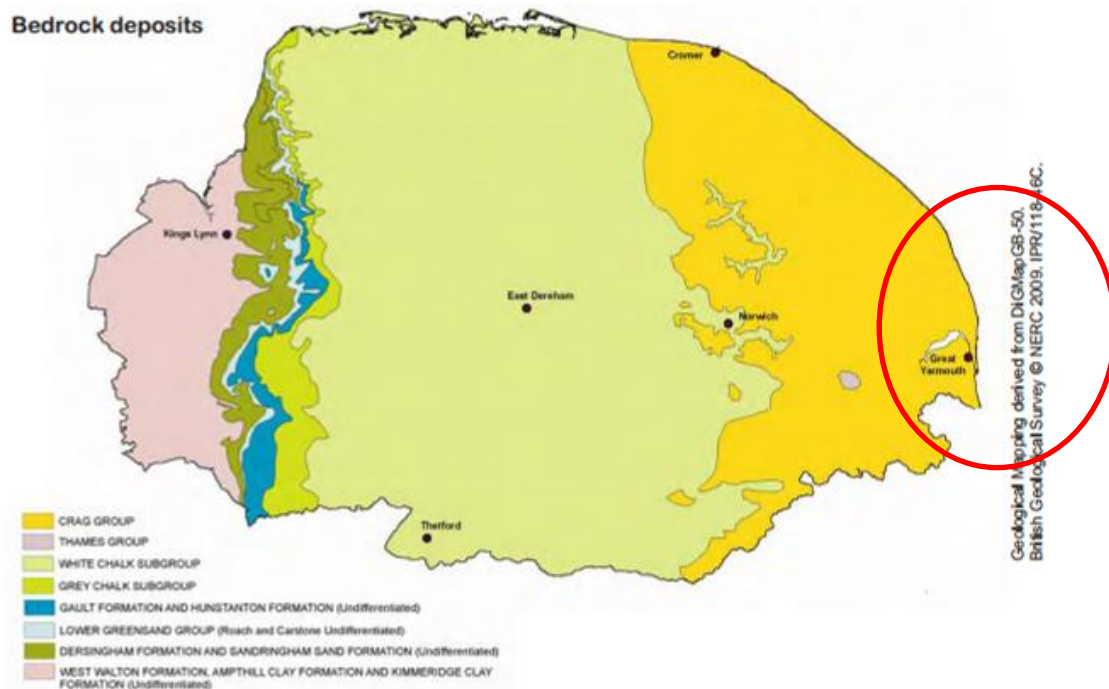 Bedrock deposits
Cromer
Kings Lynn
East Dereham
Norwich
Great
Yarmouth
Thetford
CRAG GROUP
THAMES GROUP
WHITE CHALK SUBGROUP
GREY CHALK SUBGROUP
GAULT FORMATION AND HUNSTANTON FORMATION (Undifferentiated)
LOWER GREENSAND GROUP (Roach and Carstone Undifferentiated)
DERSINGHAM FORMATION AND SANDRINGHAM SAND FORMATION (Undifferentiated)
WEST WALTON FORMATION, AMPTHILL CLAY FORMATION AND KIMMERIDGE CLAY
FORMATION (Undifferentiated)
Geological Mapping derived from DiGMapGB-50.
British Geological Survey © NERC 2009. IPR/118-46C.